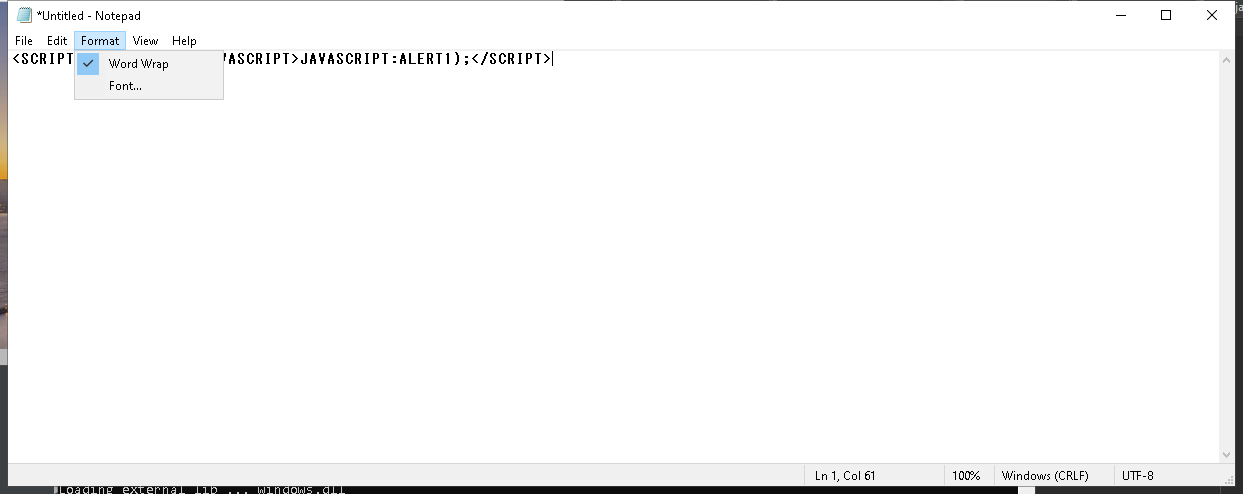 *Untitled - Notepad
File Edit Format View Help
<SCRIPT VASCRIPT>JAVASCRIPT:ALERT1);</SCRIPT>
Word Wrap
Font...
Ln 1, Col 61 100% Windows (CRLF) UTF-8
Loading external lib ... windows.dll